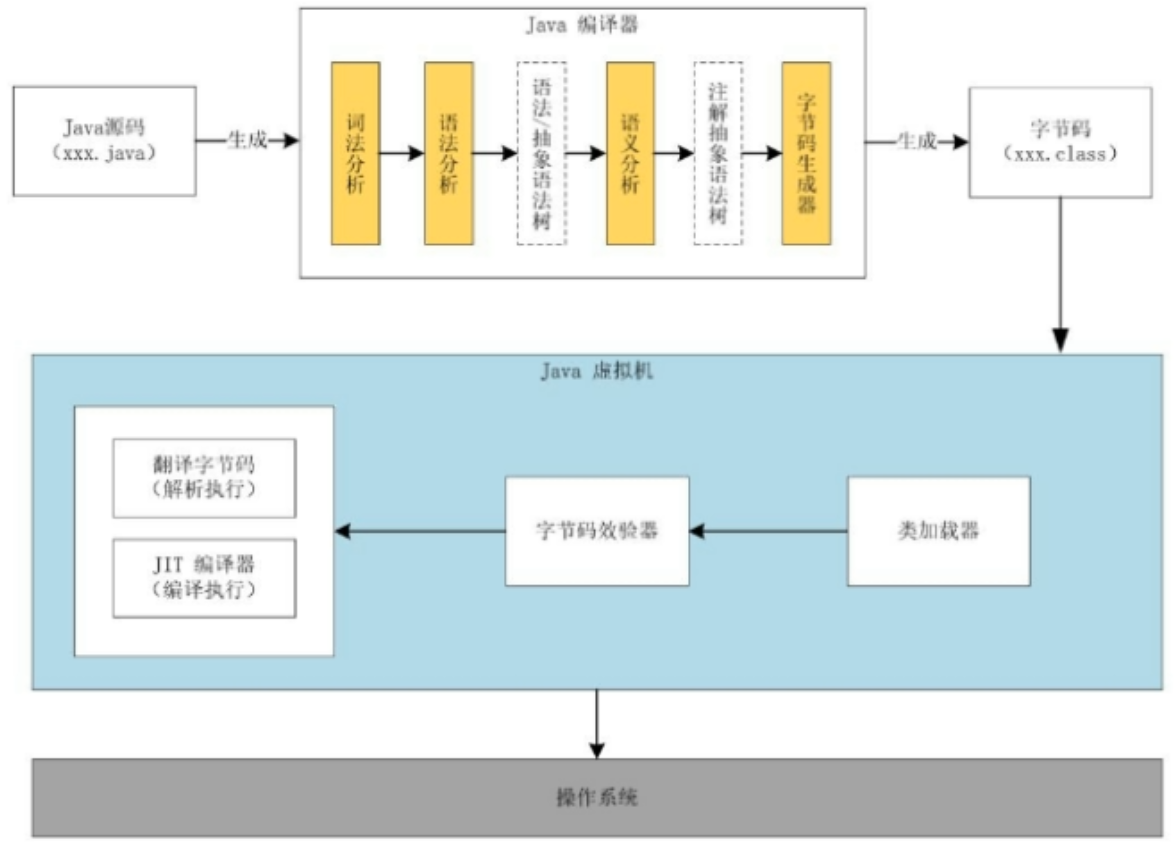 Java 编译器
Java源码
（xxx.java）
生成
词法分析
语法分析
语法/抽象语法树
语义分析
注解抽象语法树
字节码生成器
生成
字节码
（xxx.class）
Java 虚拟机
翻译字节码
（解析执行）
JIT 编译器
（编译执行）
字节码效验器
类加载器
操作系统